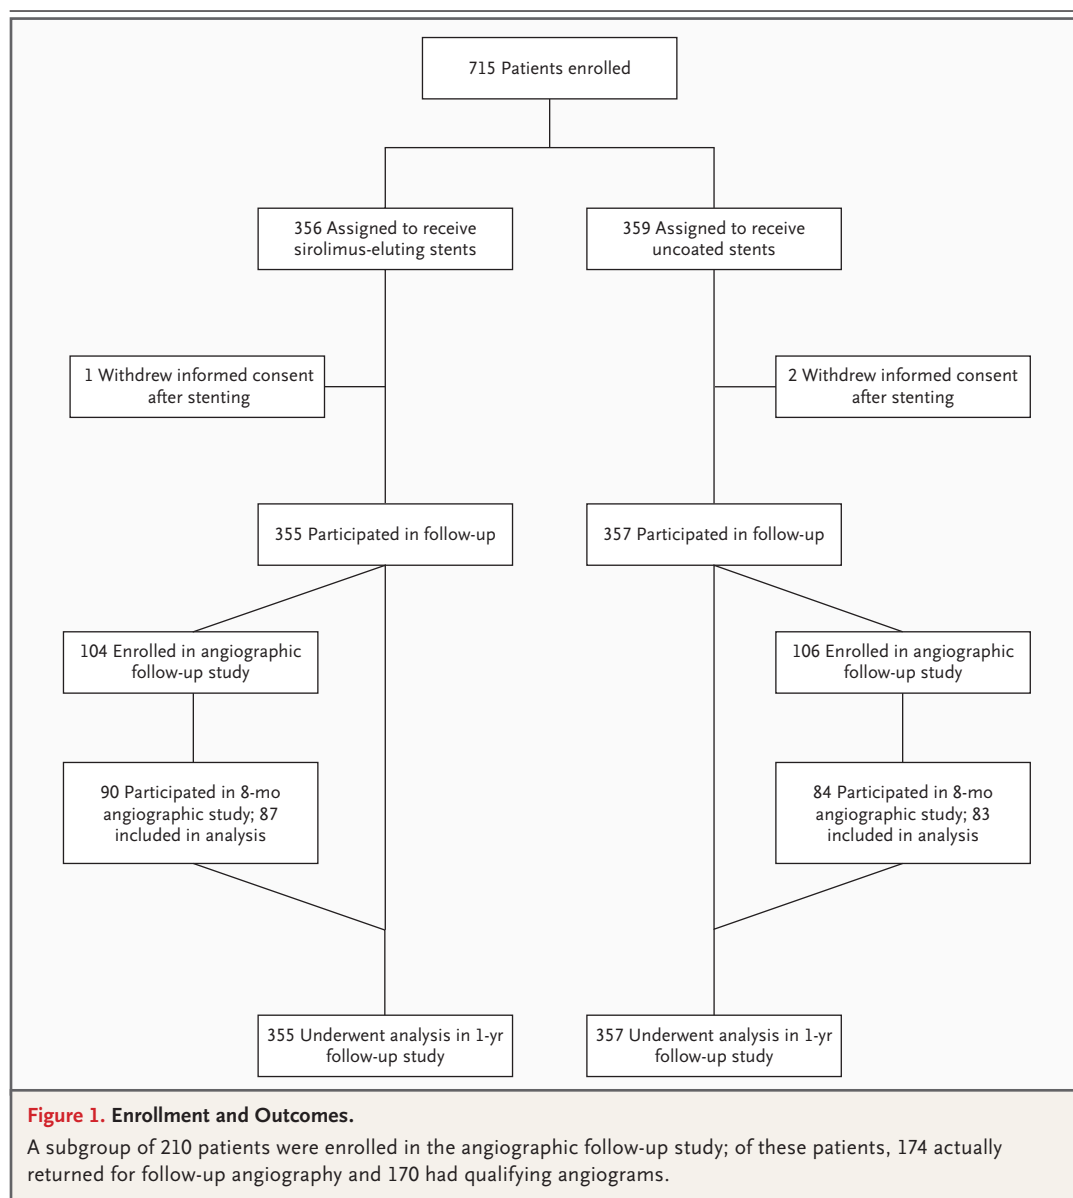 715 Patients enrolled
356 Assigned to receive
sirolimus-eluting stents
359 Assigned to receive
uncoated stents
1 Withdrew informed consent
after stenting
2 Withdrew informed consent
after stenting
355 Participated in follow-up
357 Participated in follow-up
104 Enrolled in angiographic
follow-up study
106 Enrolled in angiographic
follow-up study
90 Participated in 8-mo
angiographic study; 87
included in analysis
84 Participated in 8-mo
angiographic study; 83
included in analysis
355 Underwent analysis in 1-yr
follow-up study
357 Underwent analysis in 1-yr
follow-up study
Figure 1. Enrollment and Outcomes.
A subgroup of 210 patients were enrolled in the angiographic follow-up study; of these patients, 174 actually
returned for follow-up angiography and 170 had qualifying angiograms.